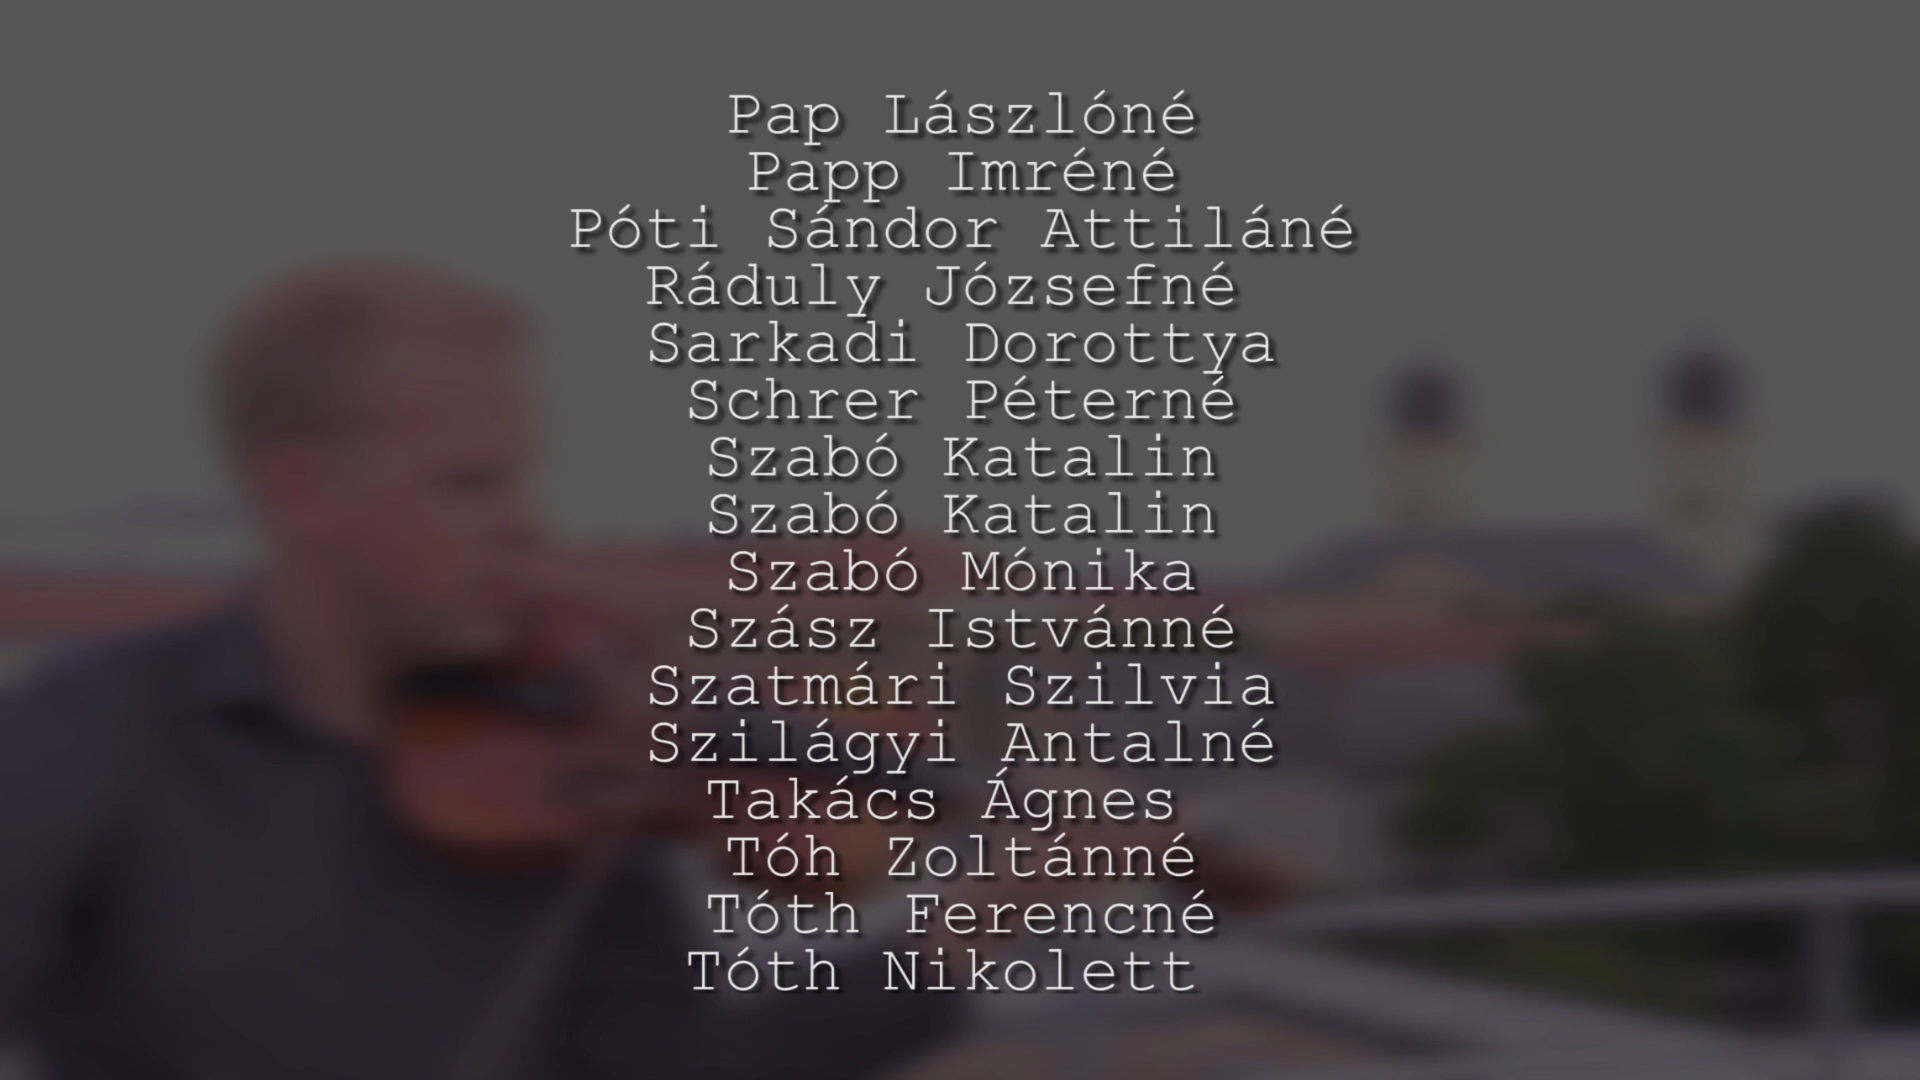 Pap Lászlóné
Papp Imréné
Póti Sándor Attiláné
Ráduly Józsefné
Sarkadi Dorottya
Schrer Péterné
Szabó Katalin
Szabó Katalin
Szabó Mónika
Szász Istvánné
Szatmári Szilvia
Szilágyi Antalné
Takács Ágnes
Tóh Zoltánné
Tóth Ferencné
Tóth Nikolett